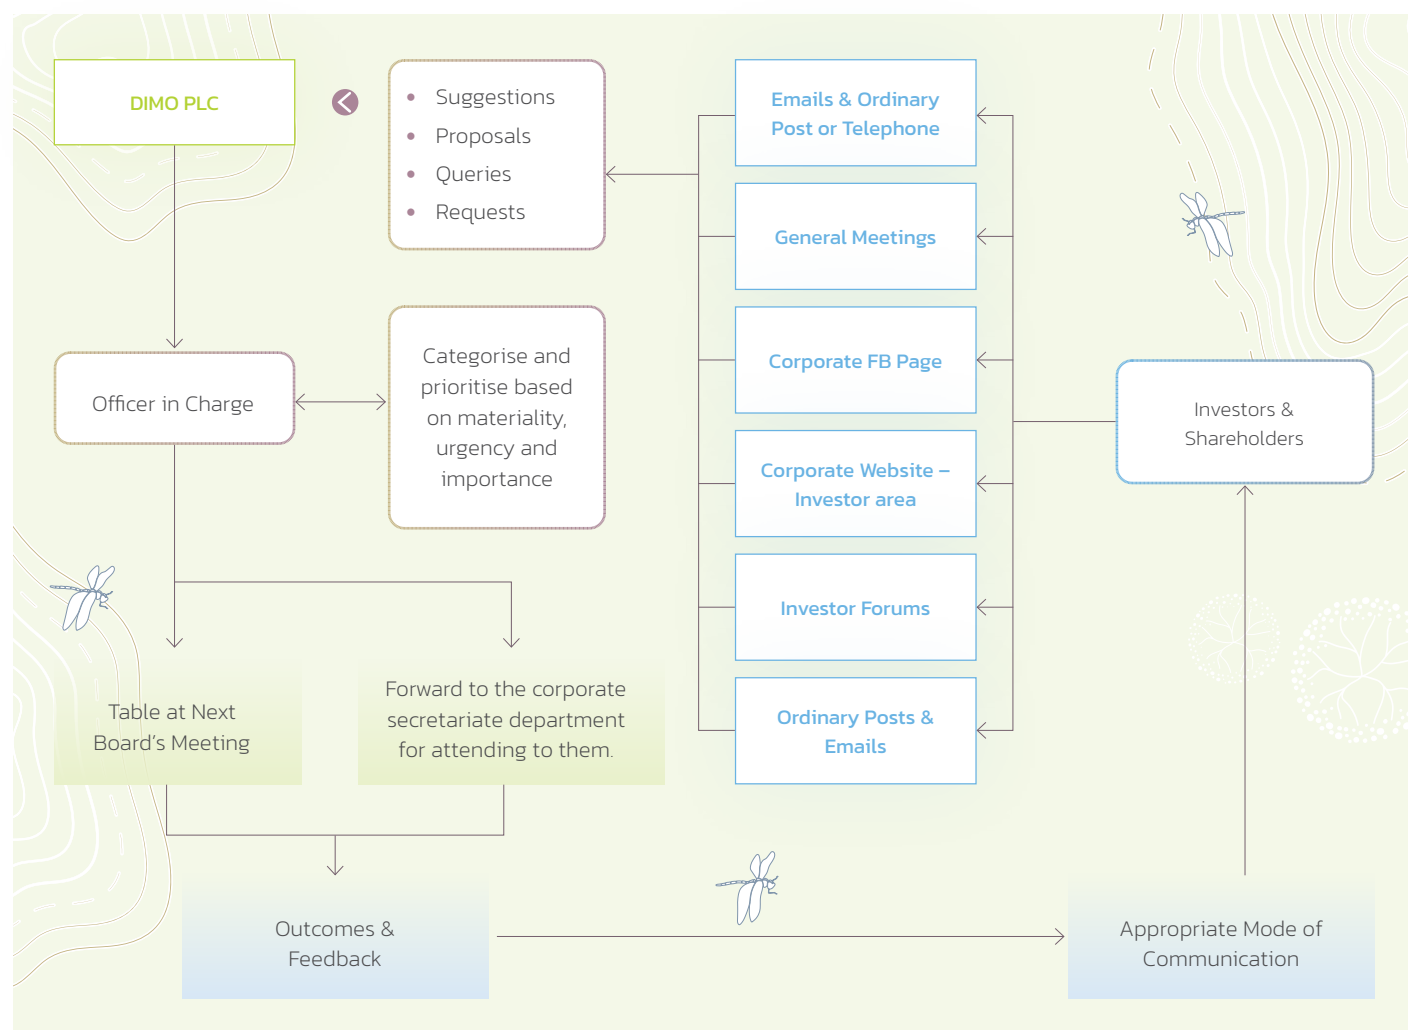 DIMO PLC
• Suggestions
• Proposals
• Queries
• Requests
Emails & Ordinary
Post or Telephone
General Meetings
Corporate FB Page
Corporate Website –
Investor area
Investor Forums
Ordinary Posts &
Emails
Investors &
Shareholders
Officer in Charge
Categorise and
prioritise based
on materiality,
urgency and
importance
Table at Next
Board's Meeting
Forward to the corporate
secretariate department
for attending to them.
Outcomes &
Feedback
Appropriate Mode of
Communication